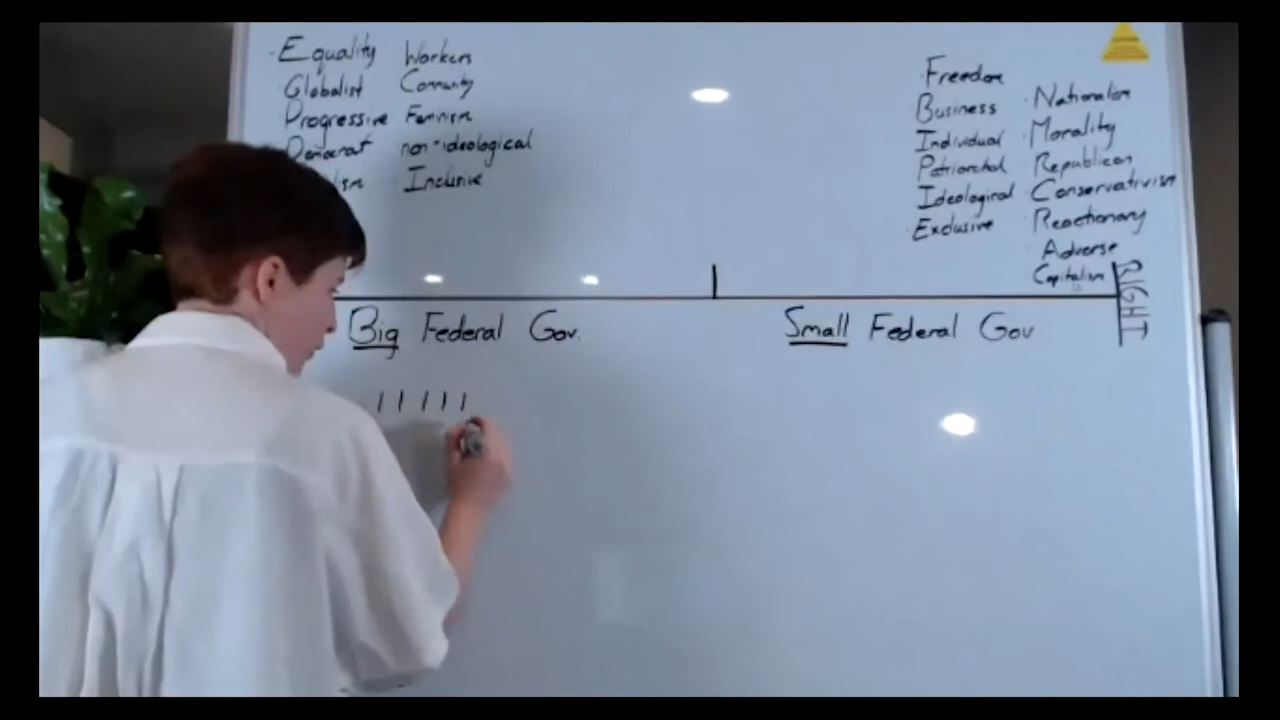 Equality Workers
Globalist Community
Progressive Feminism
Democrat non-ideological
Inclusive
Freedom
Business Nationalism
Individual Morality
Patriarchal Republican
Ideological Conservativism
Exclusive Reactionary
Adverse
Capitalism
RIGHT
Big Federal Gov.
Small Federal Gov
| | | | |